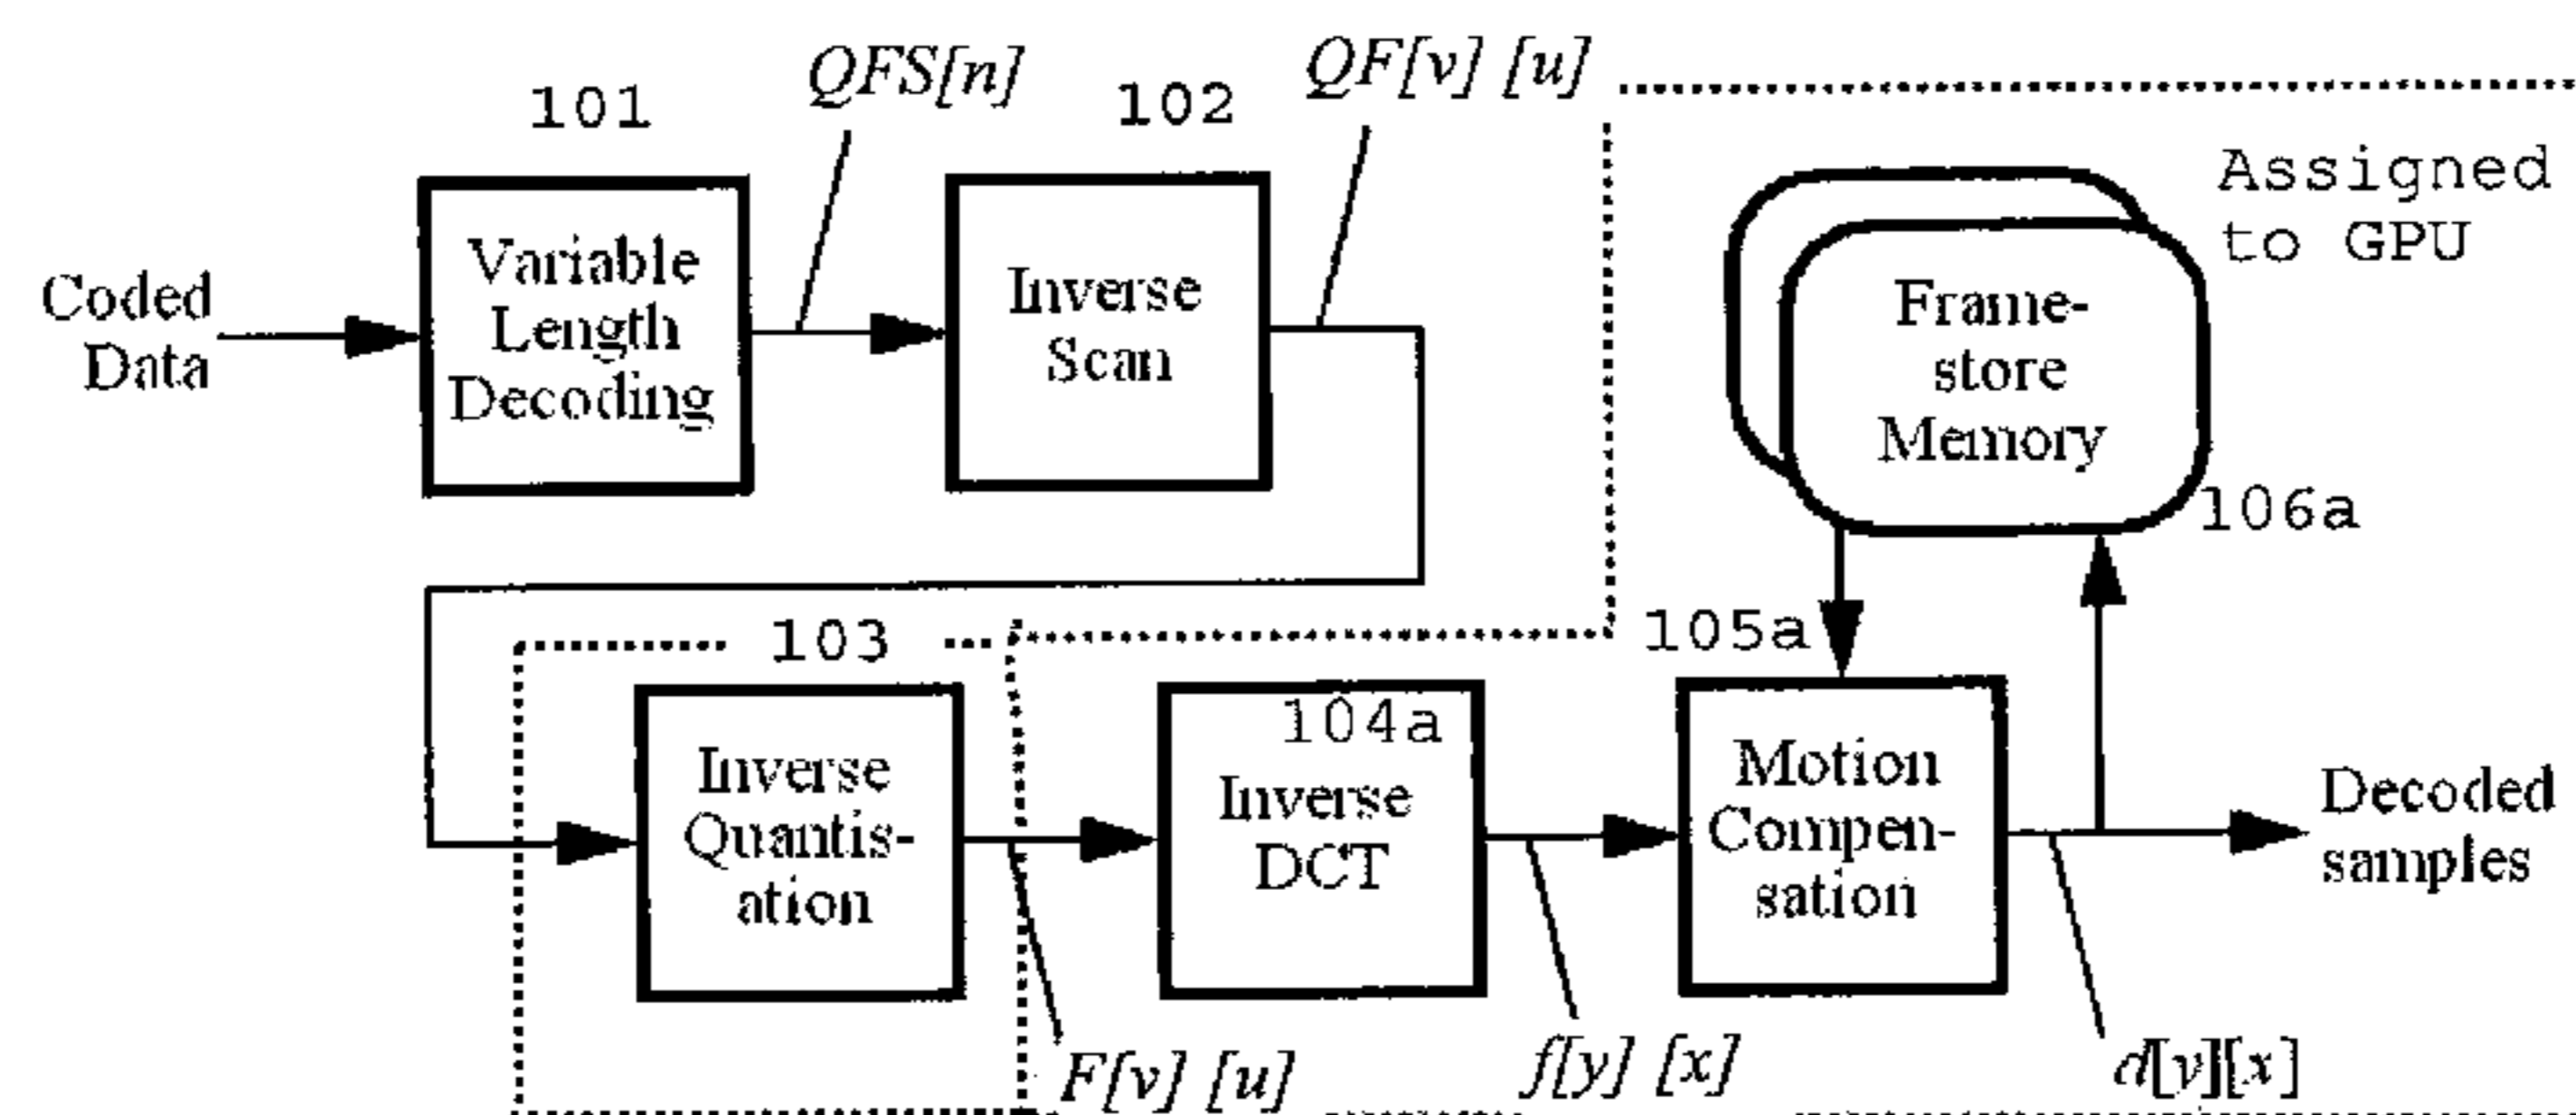 101
QFS[n]
102
QF[v] [u]
Assigned
to GPU
Coded
Data
Variable
Length
Decoding
Inverse
Scan
Frame-
store
Memory
106a
103
105a
Inverse
Quantis-
ation
104a
Inverse
DCT
Motion
Compen-
sation
Decoded
samples
F[v] [u]
f[y] [x]
d[y][x]